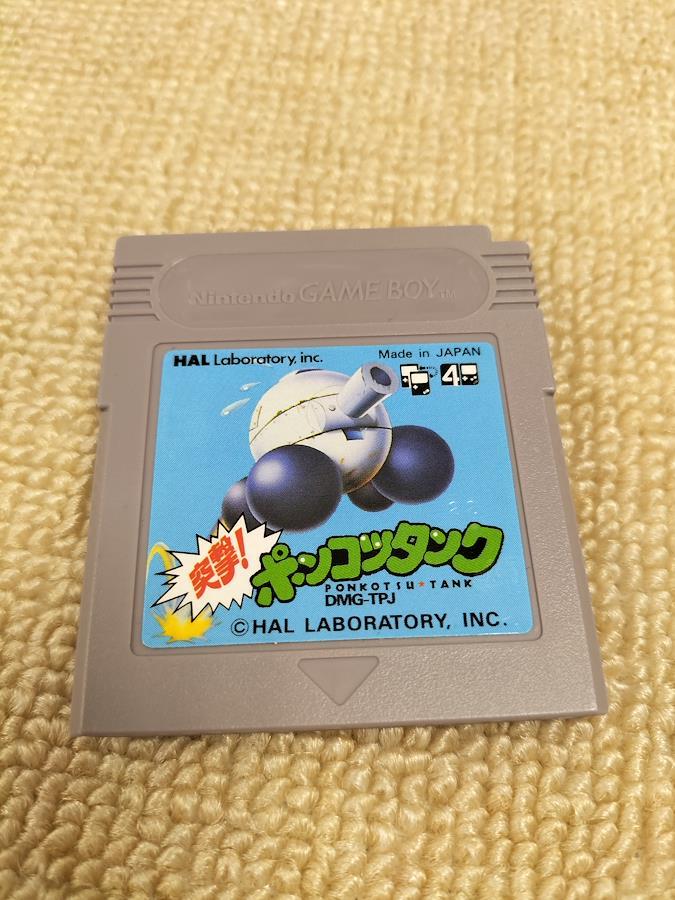 Nintendo GAME BOY TM
HAL Laboratory, inc.
Made in JAPAN
4
突撃!
ポンコツタンク
PONKOTSU★TANK
DMG-TPJ
©HAL LABORATORY, INC.